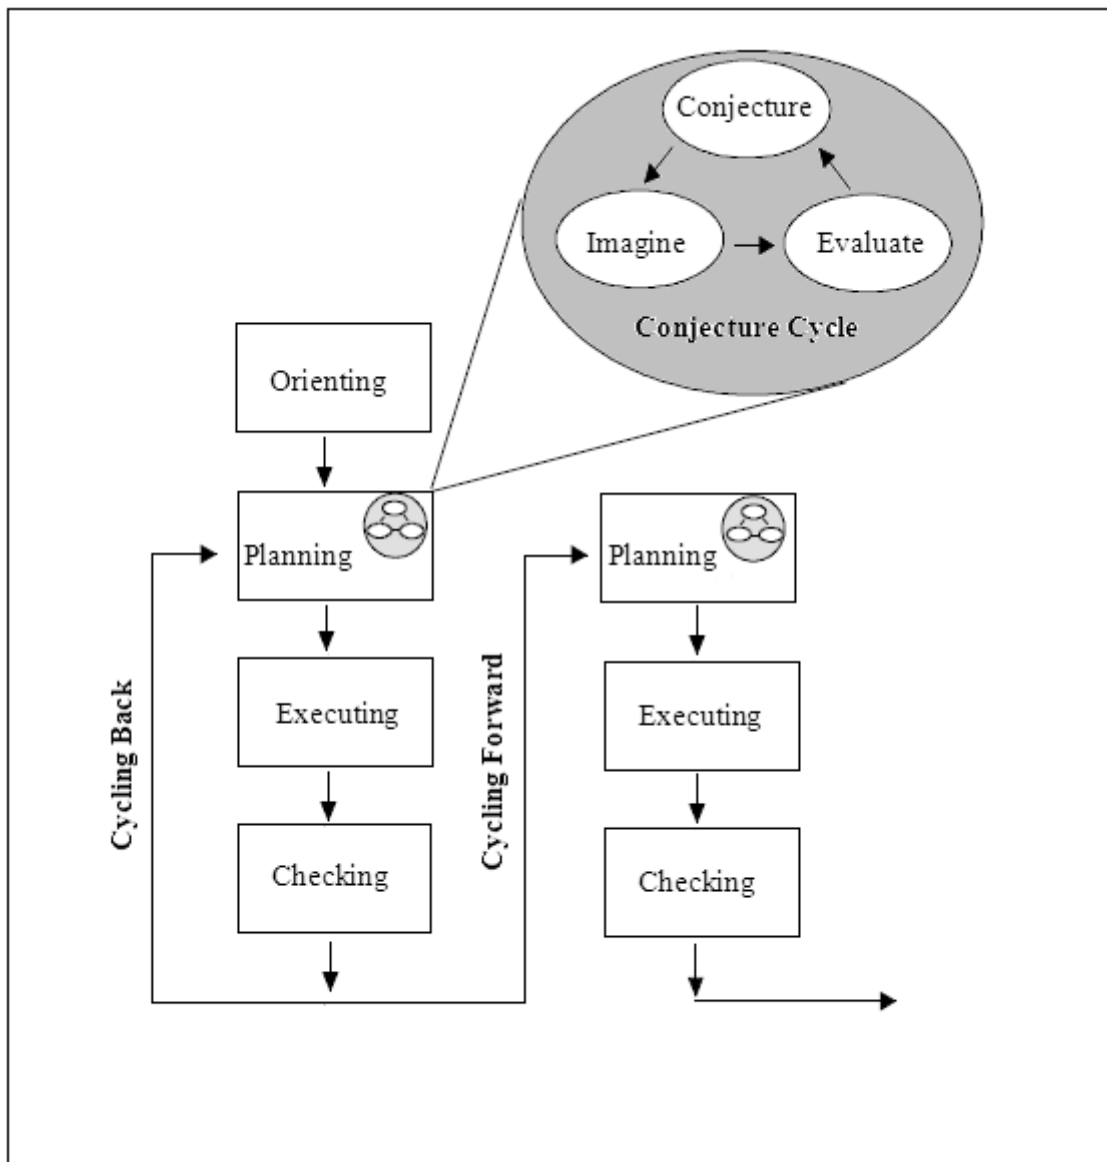 Conjecture
Imagine
Evaluate
Conjecture Cycle
Orienting
Planning
Planning
Cycling Back
Executing
Cycling Forward
Executing
Checking
Checking